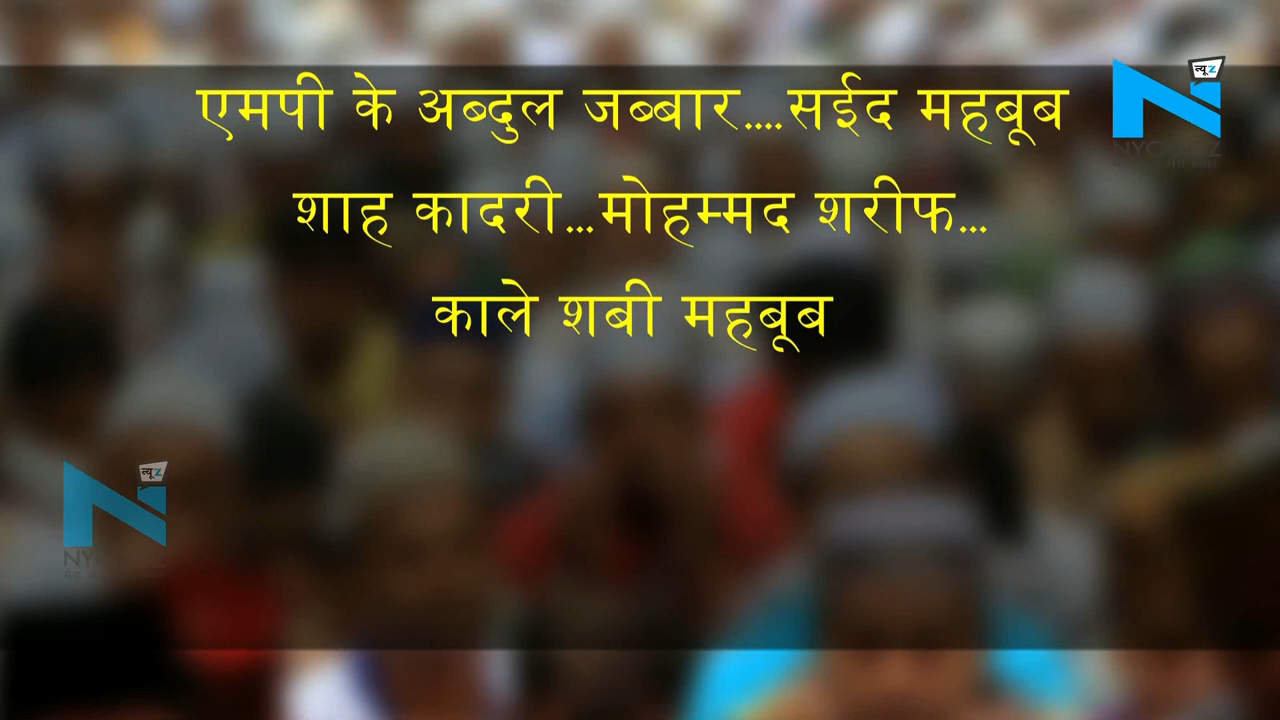 एमपी के अब्दुल जब्बार....सईद महबूब
शाह कादरी...मोहम्मद शरीफ...
काले शबी महबूब
न्यूz
न्यूz